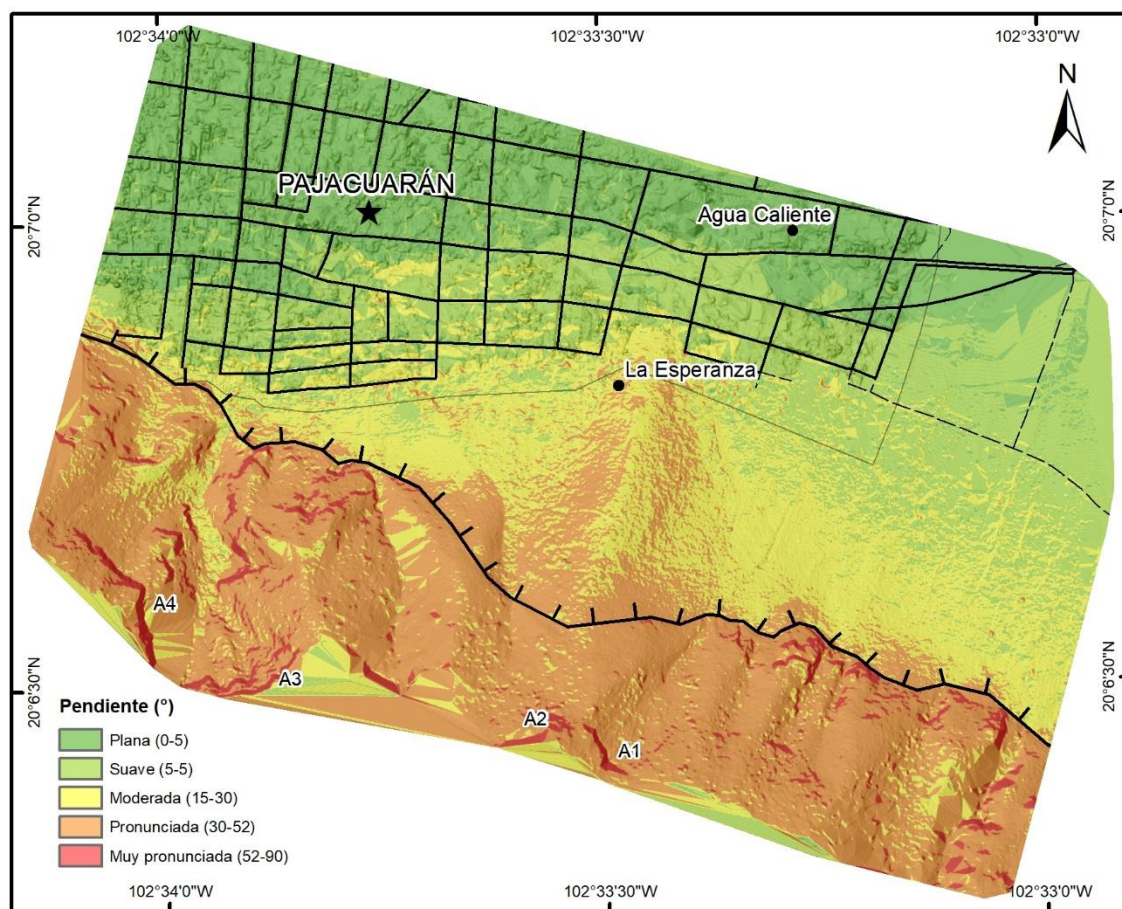 102°34'0"W
102°33'30"W
102°33'0"W
N
PAJACUARÁN
Agua Caliente
20°7'0"N
20°7'0"N
La Esperanza
A4
A3
A2
A1
20°6'30"N
20°6'30"N
Pendiente (°)
Plana (0-5)
Suave (5-5)
Moderada (15-30)
Pronunciada (30-52)
Muy pronunciada (52-90)
102°34'0"W
102°33'30"W
102°33'0"W